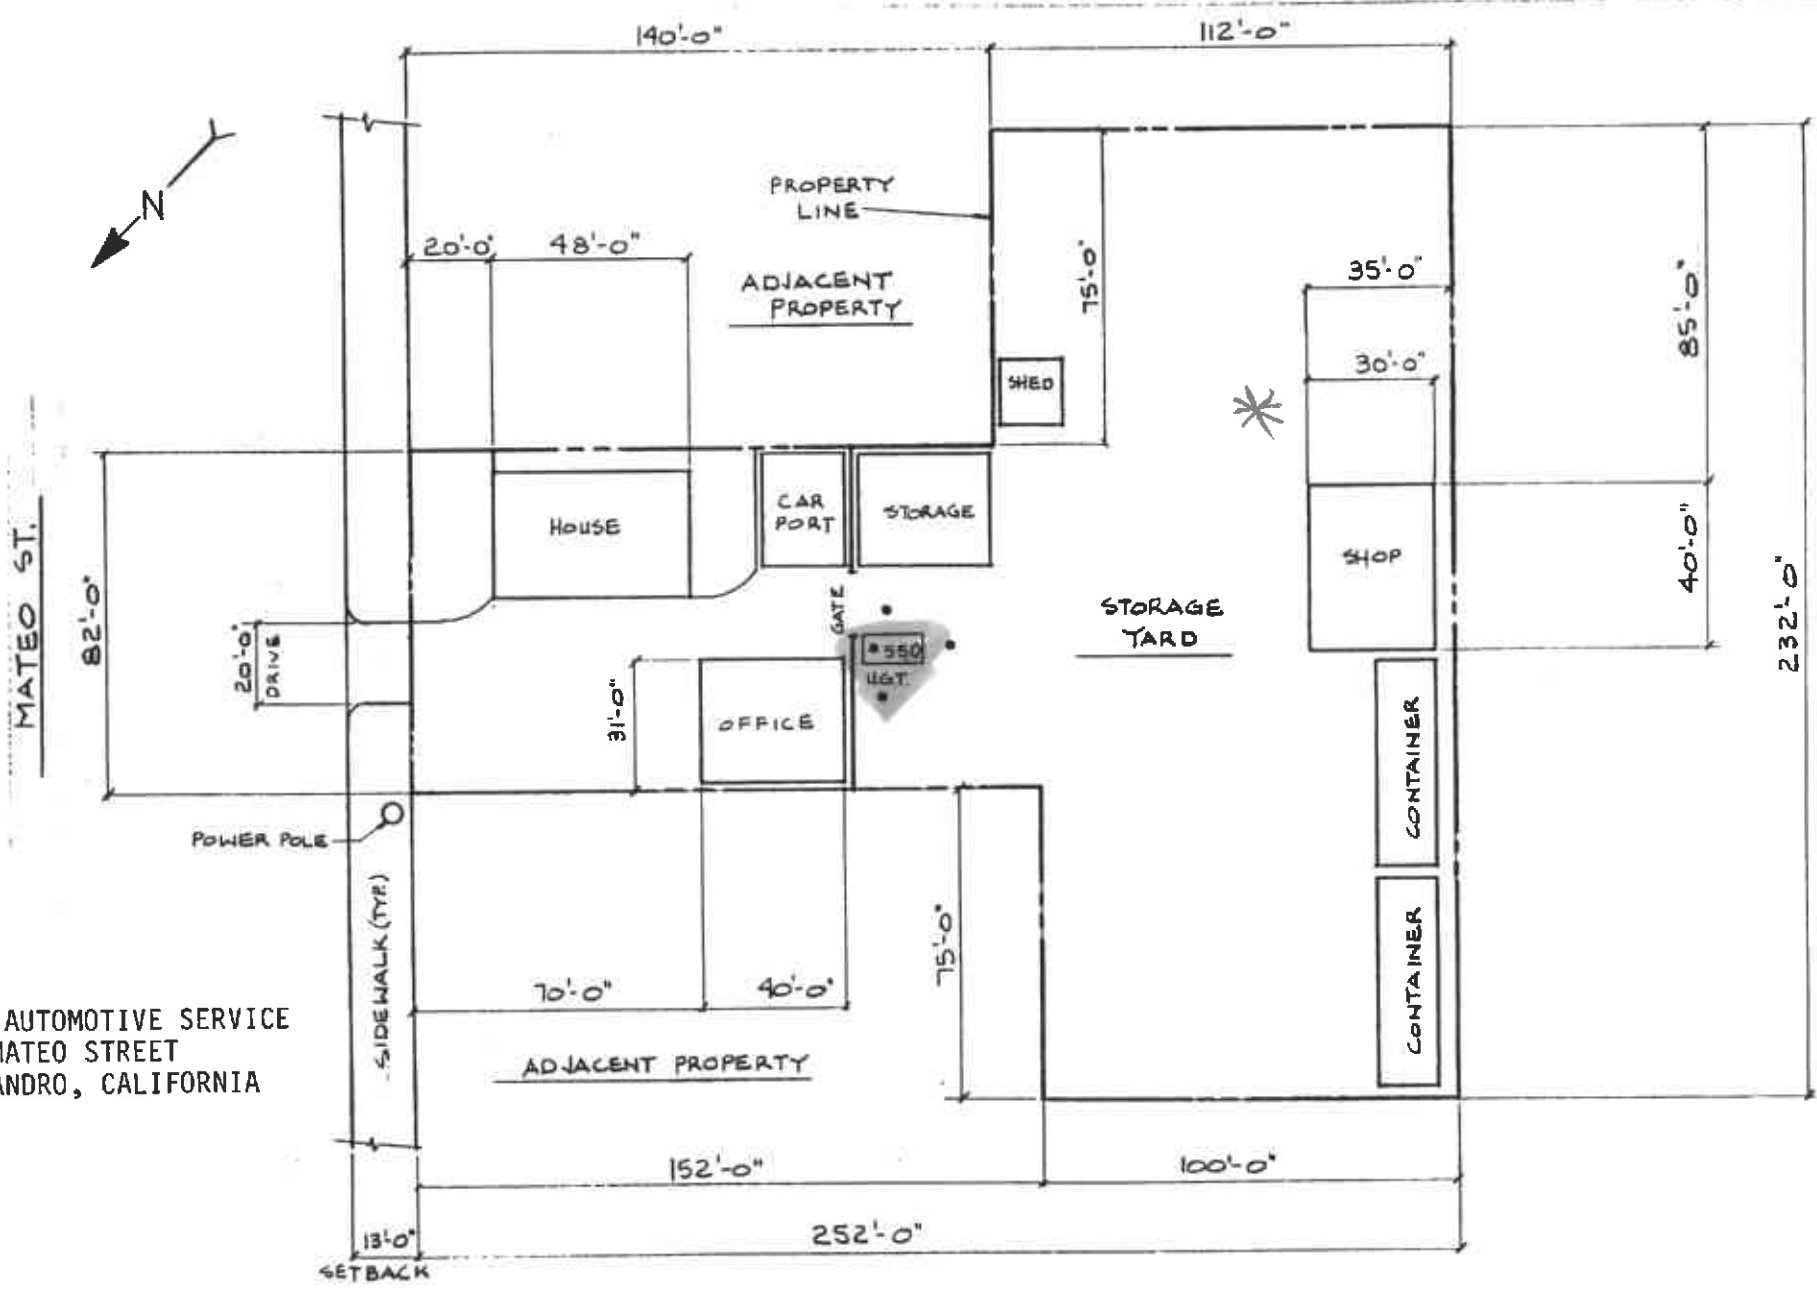 140'-0"
112'-0"
N
PROPERTY
LINE
20'-0"
48'-0"
ADJACENT
PROPERTY
75'-0"
35'-0"
85'-0"
30'-0"
SHED
MATEO ST.
82'-0"
HOUSE
CAR
PORT
STORAGE
SHOP
40'-0"
232'-0"
20'-0"
DRIVE
GATE
STORAGE
YARD
550
U.G.T.
31'-0"
OFFICE
CONTAINER
POWER POLE
SIDEWALK (TYP.)
75'-0"
CONTAINER
70'-0"
40'-0"
AUTOMOTIVE SERVICE
MATEO STREET
ANDRO, CALIFORNIA
ADJACENT PROPERTY
152'-0"
100'-0"
252'-0"
13'-0"
SETBACK